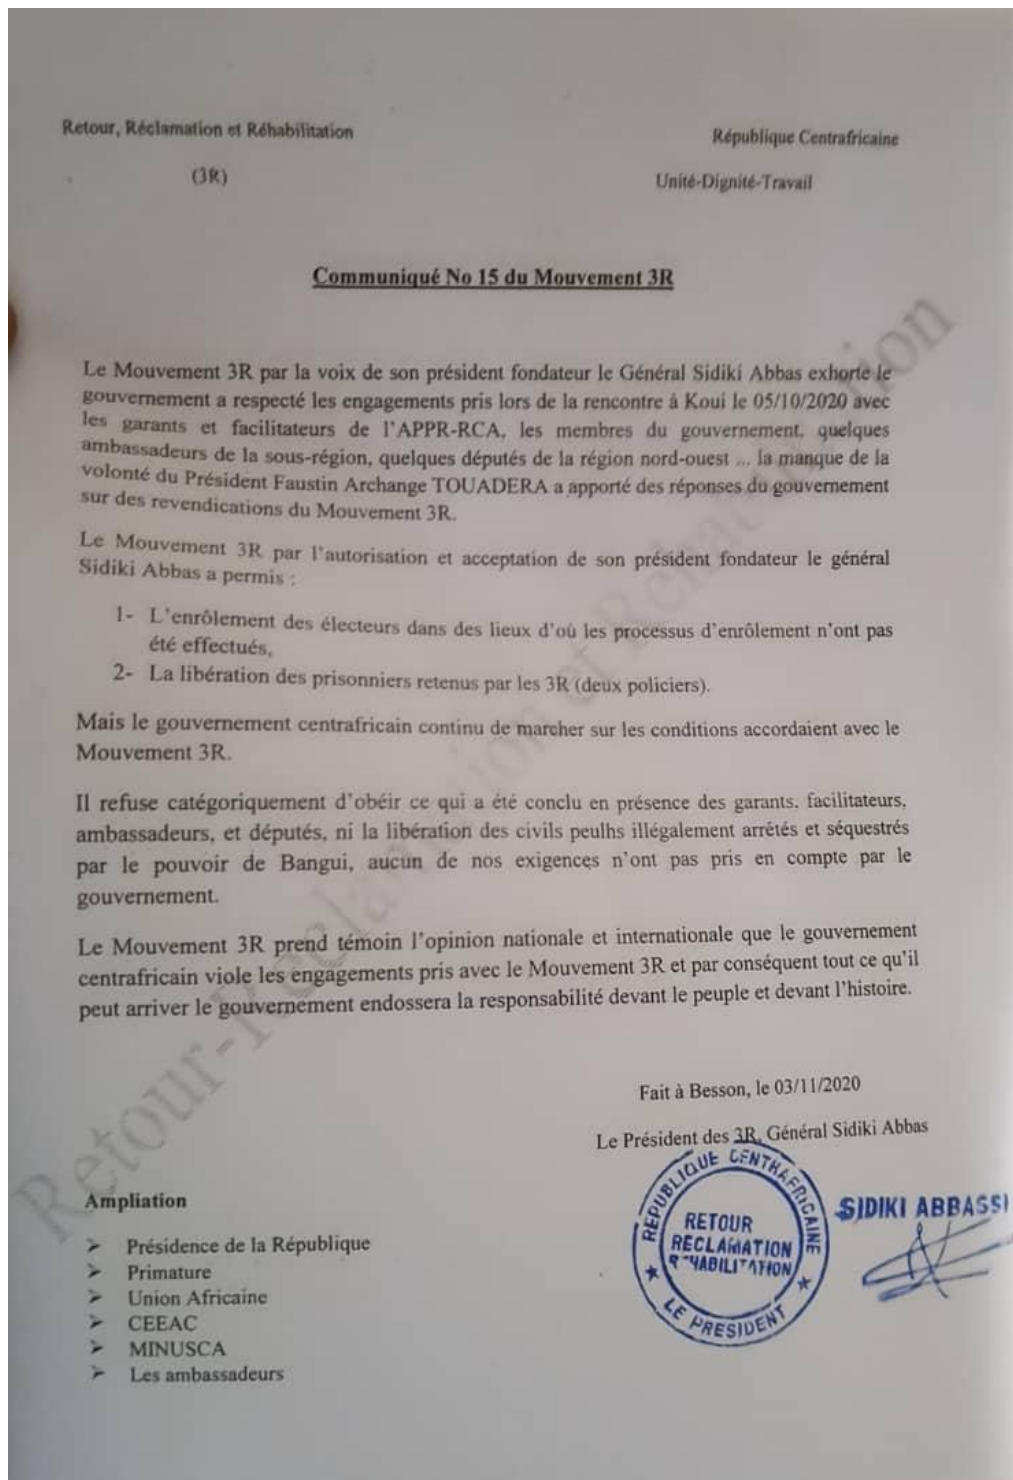 Retour, Réclamation et Réhabilitation
(3R)
République Centrafricaine
Unité-Dignité-Travail
Communiqué No 15 du Mouvement 3R
Le Mouvement 3R par la voix de son président fondateur le Général Sidiki Abbas exhorte le
gouvernement a respecté les engagements pris lors de la rencontre à Koui le 05/10/2020 avec
les garants et facilitateurs de l'APPR-RCA, les membres du gouvernement, quelques
ambassadeurs de la sous-région, quelques députés de la région nord-ouest ... la manque de la
volonté du Président Faustin Archange TOUADERA a apporté des réponses du gouvernement
sur des revendications du Mouvement 3R.
Le Mouvement 3R par l'autorisation et acceptation de son président fondateur le général
Sidiki Abbas a permis :
1- L'enrôlement des électeurs dans des lieux d'où les processus d'enrôlement n'ont pas
été effectués,
2- La libération des prisonniers retenus par les 3R (deux policiers).
Mais le gouvernement centrafricain continu de marcher sur les conditions accordaient avec le
Mouvement 3R.
Il refuse catégoriquement d'obéir ce qui a été conclu en présence des garants, facilitateurs,
ambassadeurs, et députés, ni la libération des civils peulhs illégalement arrêtés et séquestrés
par le pouvoir de Bangui, aucun de nos exigences n'ont pas pris en compte par le
gouvernement.
Le Mouvement 3R prend témoin l'opinion nationale et internationale que le gouvernement
centrafricain viole les engagements pris avec le Mouvement 3R et par conséquent tout ce qu'il
peut arriver le gouvernement endossera la responsabilité devant le peuple et devant l'histoire.
Fait à Besson, le 03/11/2020
Le Président des 3R, Général Sidiki Abbas
REPUBLIQUE CENTRAFRICAINE
RETOUR
RECLAMATION
LE PRESIDENT
SIDIKI ABBASSI
Ampliation
➢ Présidence de la République
➢ Primature
➢ Union Africaine
➢ CEEAC
➢ MINUSCA
➢ Les ambassadeurs